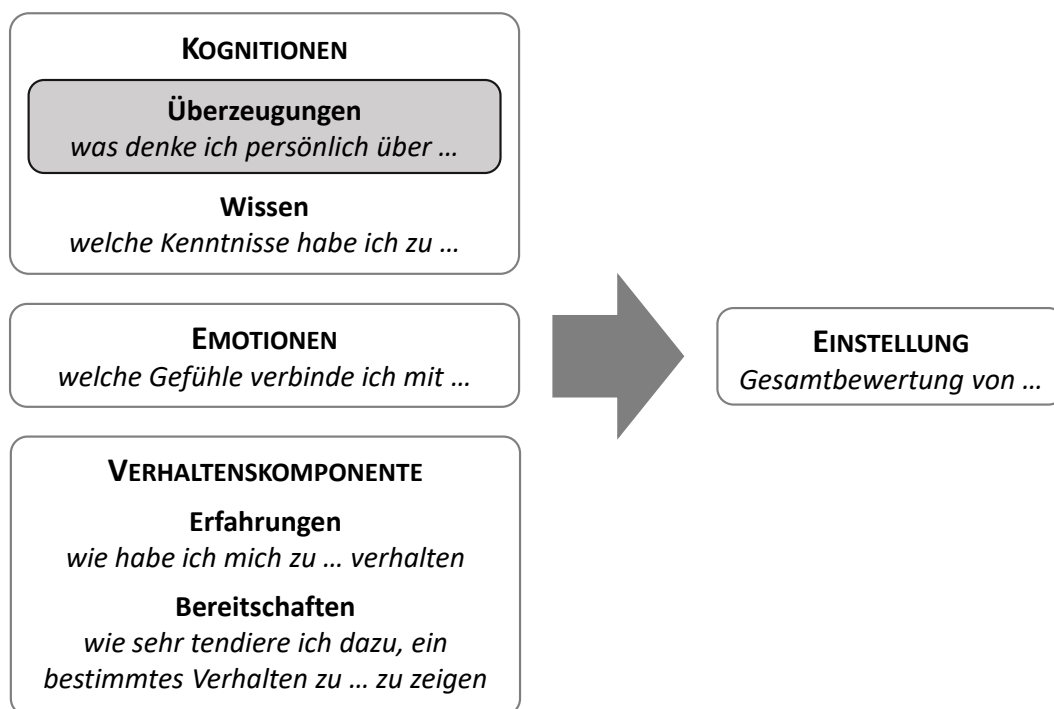 KOGNITIONEN
Überzeugungen
was denke ich persönlich über …
Wissen
welche Kenntnisse habe ich zu …
EMOTIONEN
welche Gefühle verbinde ich mit …
VERHALTENSKOMPONENTE
Erfahrungen
wie habe ich mich zu … verhalten
Bereitschaften
wie sehr tendiere ich dazu, ein
bestimmtes Verhalten zu … zu zeigen
EINSTELLUNG
Gesamtbewertung von …